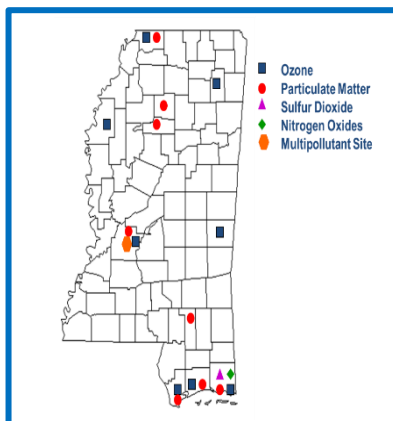 Ozone
Particulate Matter
Sulfur Dioxide
Nitrogen Oxides
Multipollutant Site